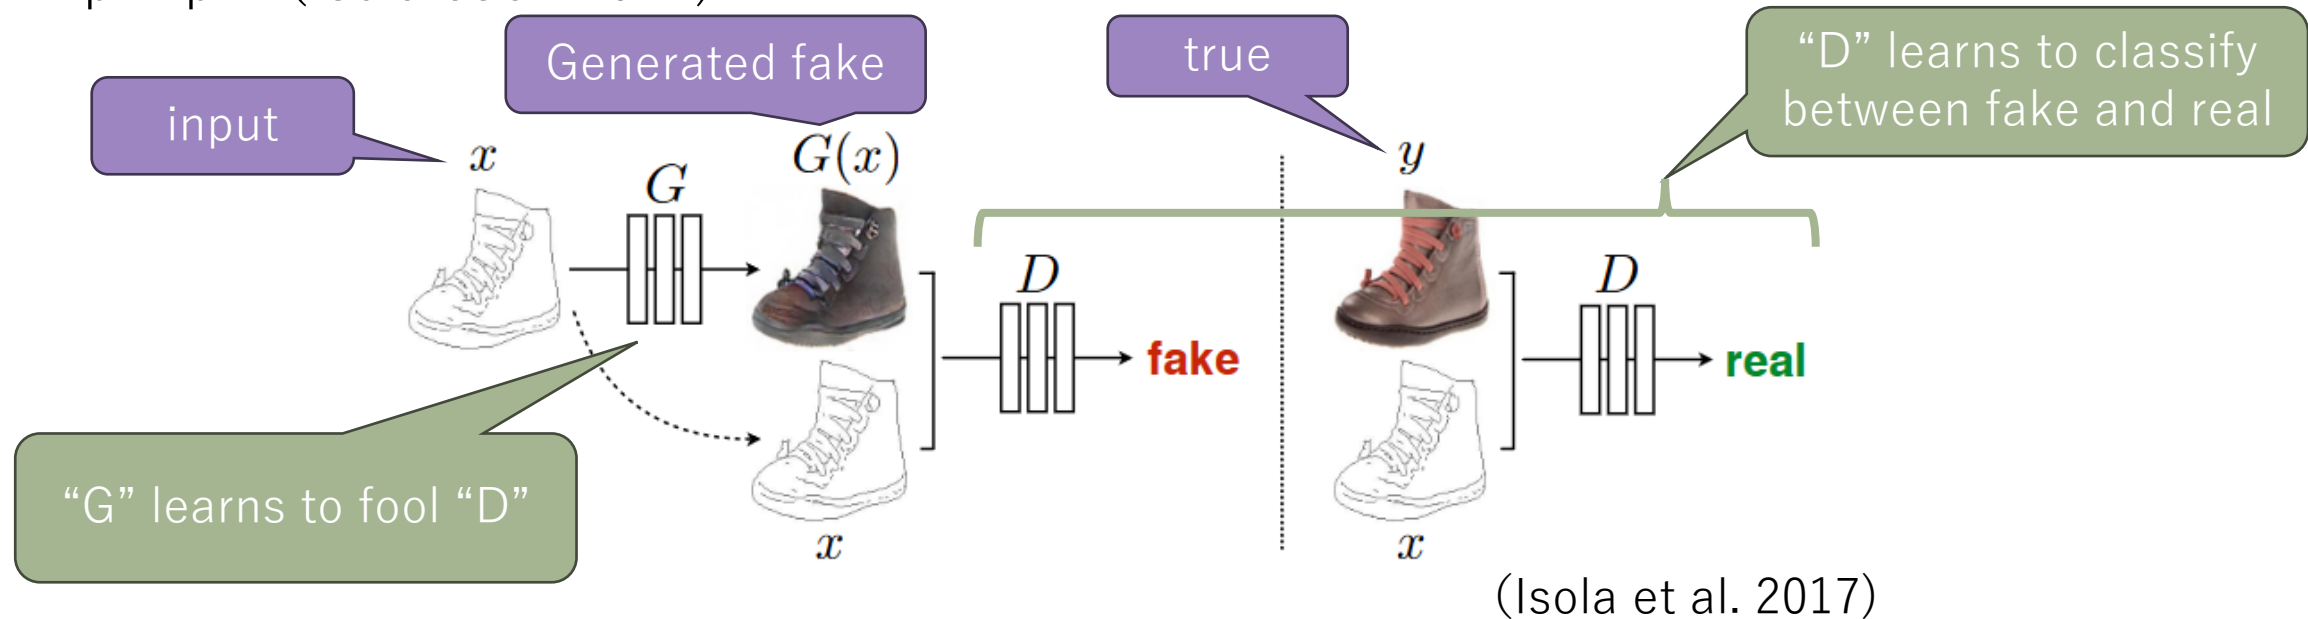 Generated fake
true
“D” learns to classify
between fake and real
input
x
G
G(x)
y
D
fake
D
real
“G” learns to fool “D”
x
x
(Isola et al. 2017)